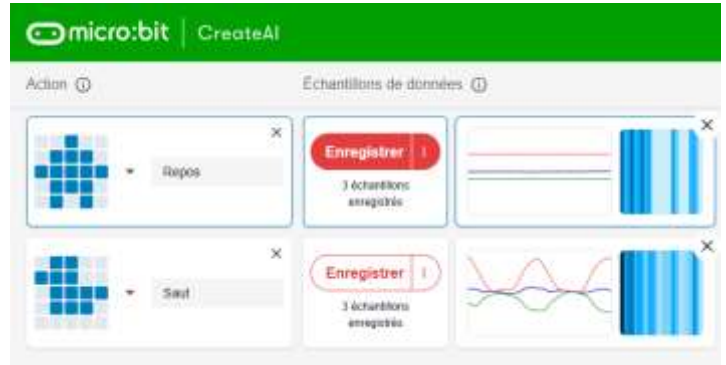 micro:bit | CreateAI
Action
Échantillons de données
Repos
Enregistrer
3 échantillons
enregistrés
Saut
Enregistrer
3 échantillons
enregistrés